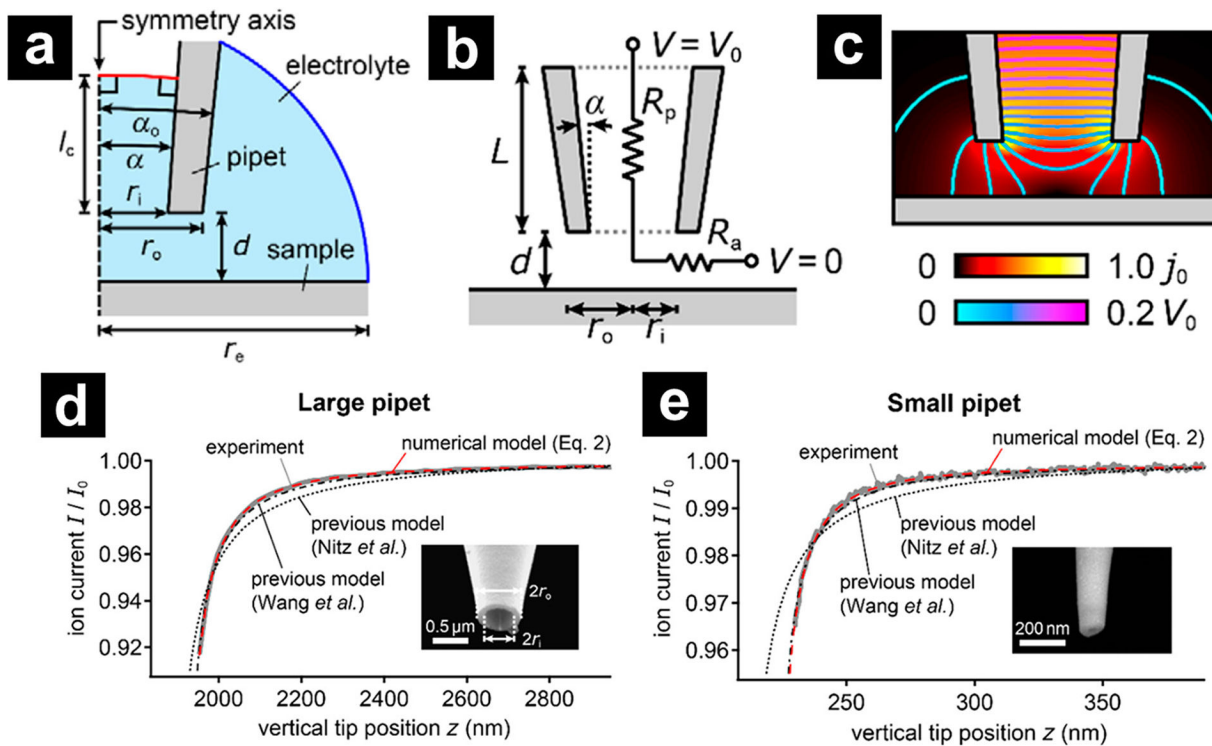 a
symmetry axis
electrolyte
l_c
α_o
α
pipet
r_i
r_o
d
sample
r_e
b
V = V_0
α
R_p
L
R_a
d
V = 0
r_o
r_i
c
0 1.0 j_0
0 0.2 V_0
d
Large pipet
experiment
numerical model (Eq. 2)
previous model
(Nitz et al.)
previous model
(Wang et al.)
2r_o
0.5 µm
2r_i
ion current I / I_0
1.00
0.98
0.96
0.94
0.92
2000 2200 2400 2600 2800
vertical tip position z (nm)
e
Small pipet
experiment
numerical model (Eq. 2)
previous model
(Nitz et al.)
previous model
(Wang et al.)
200 nm
ion current I / I_0
1.00
0.99
0.98
0.97
0.96
250 300 350
vertical tip position z (nm)